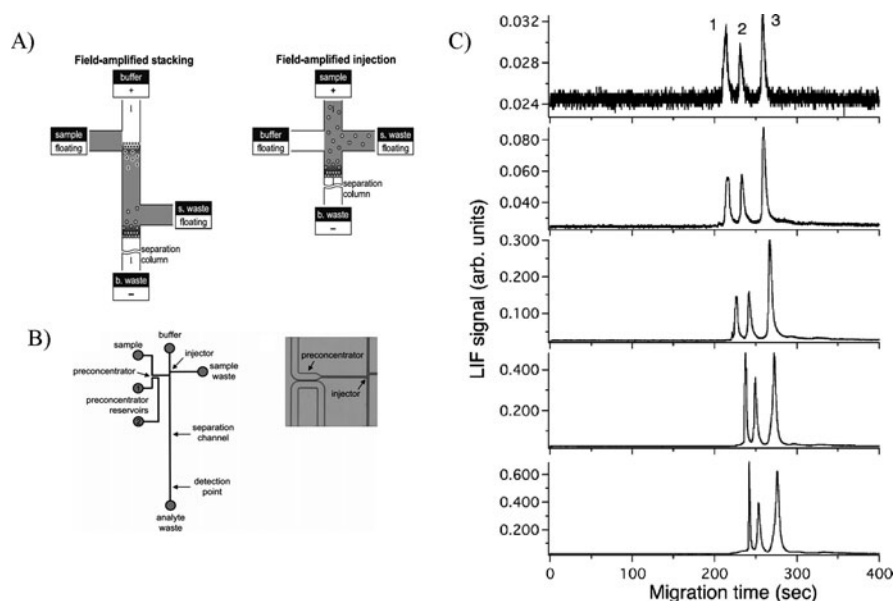 A)
Field-amplified stacking
buffer
+
sample
floating
s. waste
floating
separation
column
b. waste
–
Field-amplified injection
sample
+
buffer
floating
s. waste
floating
separation
column
b. waste
–
B)
buffer
sample
injector
preconcentrator
sample
waste
1
preconcentrator
reservoirs
2
separation
channel
detection
point
analyte
waste
preconcentrator
injector
C)
1 2 3
0.032
0.028
0.024
0.080
0.060
0.040
0.300
0.200
0.100
0.400
0.200
0.600
0.400
0.200
LIF signal (arb. units)
0 100 200 300 400
Migration time (sec)